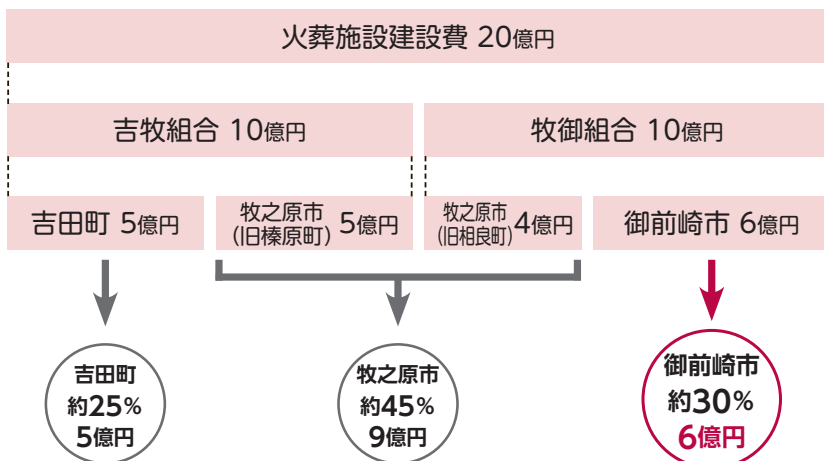 火葬施設建設費 20億円
吉牧組合 10億円
牧御組合 10億円
吉田町 5億円
牧之原市
(旧榛原町) 5億円
牧之原市
(旧相良町) 4億円
御前崎市 6億円
吉田町
約25%
5億円
牧之原市
約45%
9億円
御前崎市
約30%
6億円